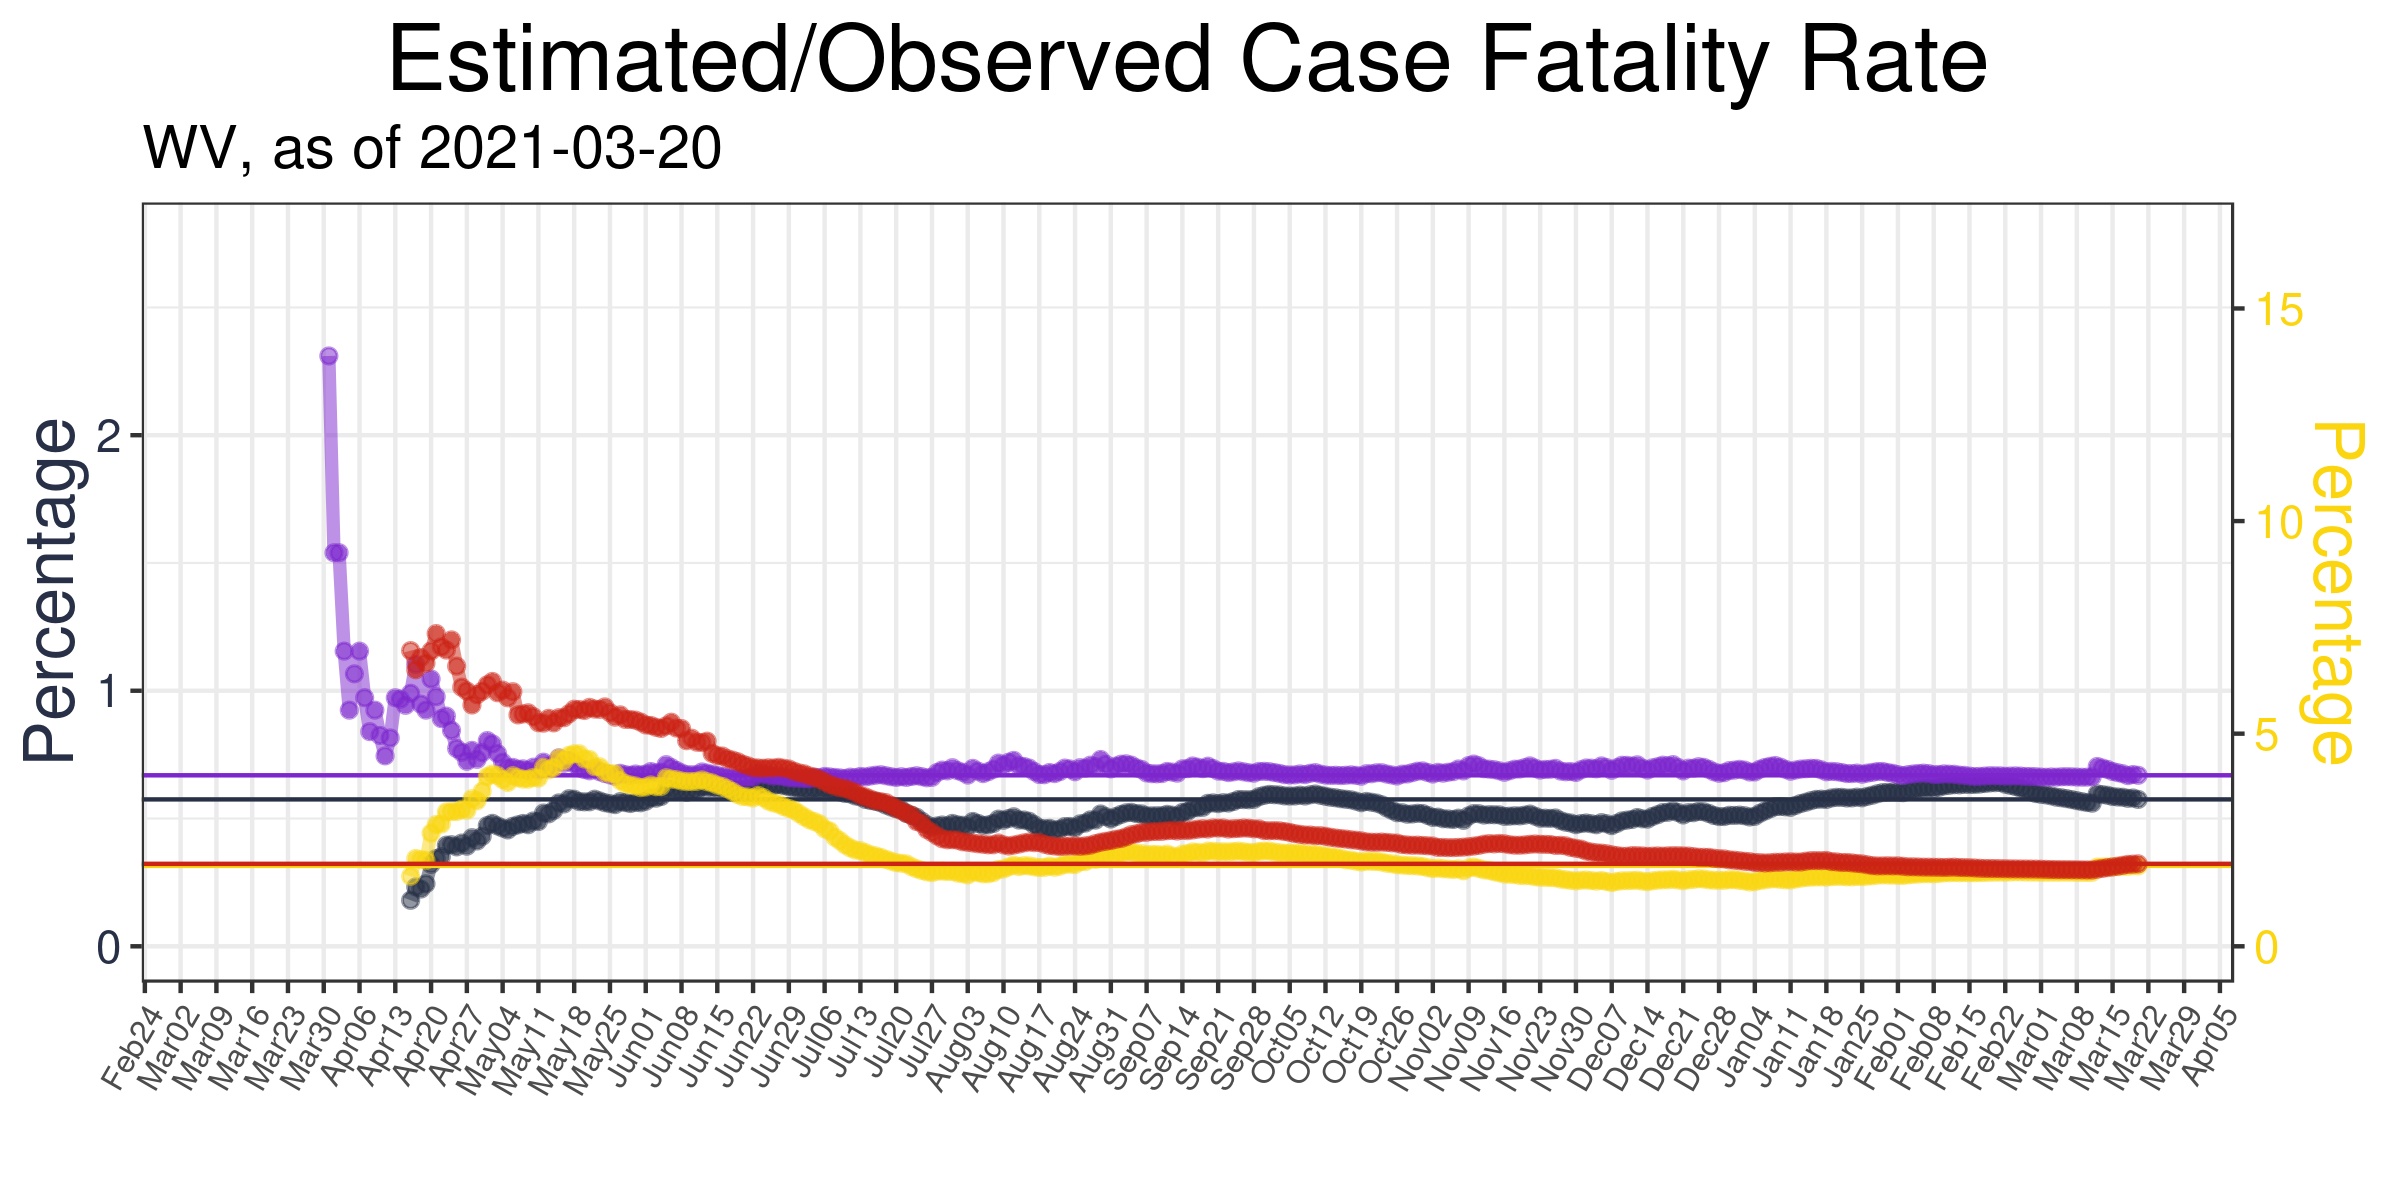 Estimated/Observed Case Fatality Rate
WV, as of 2021-03-20
Percentage
2
1
0
15
10
5
0
Percentage
Feb24
Mar02
Mar09
Mar16
Mar23
Mar30
Apr06
Apr13
Apr20
Apr27
May04
May11
May18
May25
Jun01
Jun08
Jun15
Jun22
Jun29
Jul06
Jul13
Jul20
Jul27
Aug03
Aug10
Aug17
Aug24
Aug31
Sep07
Sep14
Sep21
Sep28
Oct05
Oct12
Oct19
Oct26
Nov02
Nov09
Nov16
Nov23
Nov30
Dec07
Dec14
Dec21
Dec28
Jan04
Jan11
Jan18
Jan25
Feb01
Feb08
Feb15
Feb22
Mar01
Mar08
Mar15
Mar22
Mar29
Apr05